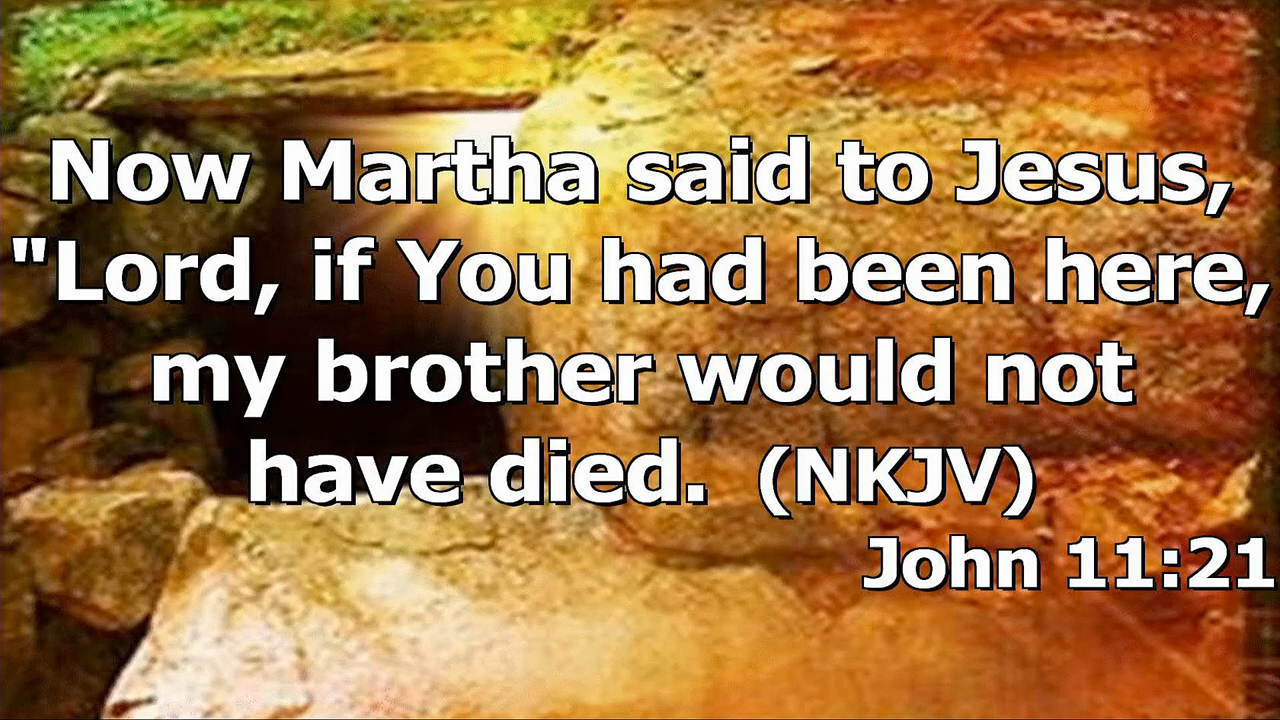 Now Martha said to Jesus,
"Lord, if You had been here,
my brother would not
have died.  (NKJV)
John 11:21